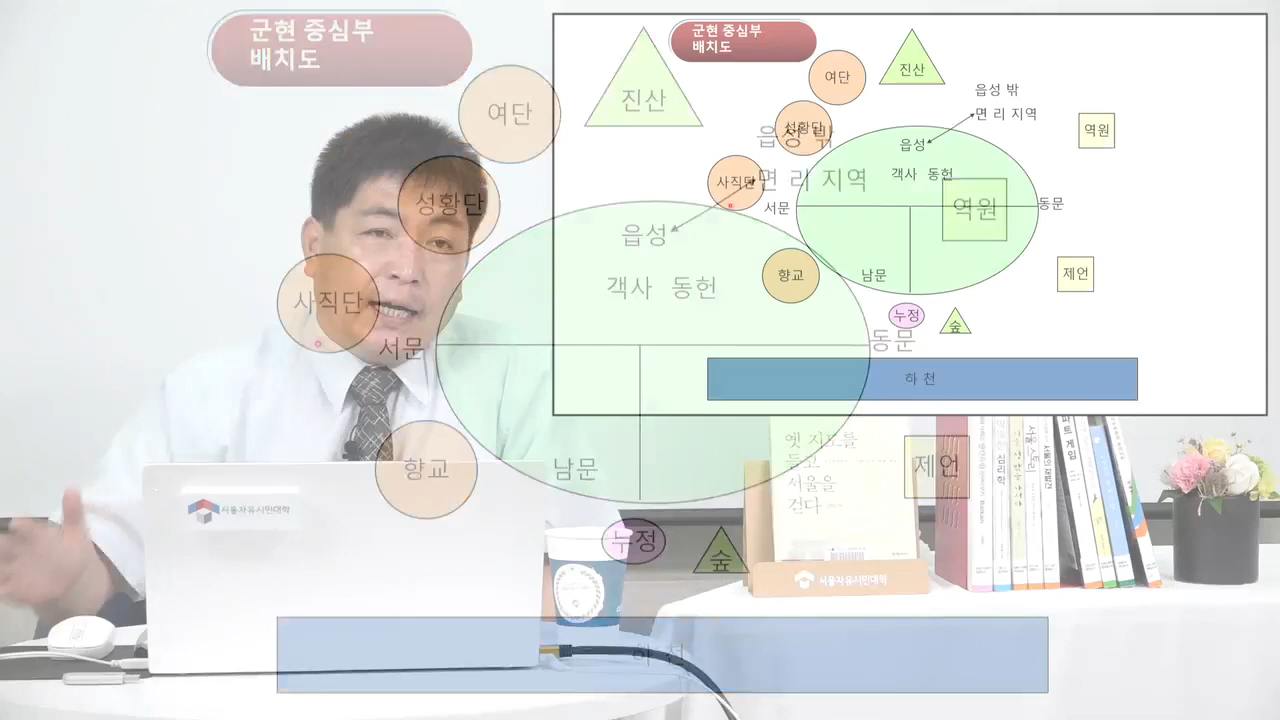 군현 중심부
배치도
여단
진산
성황단
읍성 밖
면 리 지역
사직단
읍성
객사 동헌
역원
서문
동문
향교
남문
제언
누정
숲
하 천
군현 중심부
배치도
여단
진산
성황단
읍성 밖
면 리 지역
역원
읍성
사직단
객사 동헌
서문
동문
향교
남문
제언
누정
숲
하 천
서울자유시민대학
옛 지도를
들고
서울을
걷다
서울자유시민대학